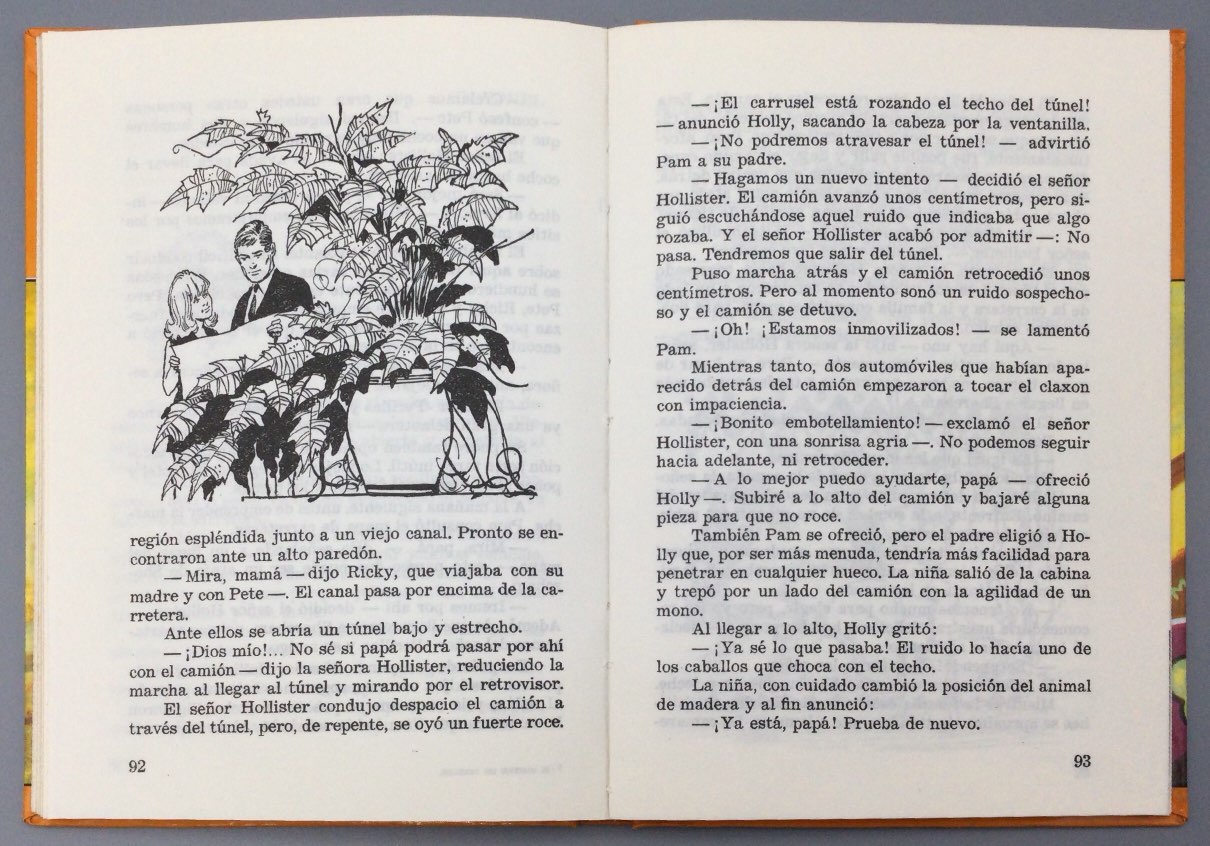 región espléndida junto a un viejo canal. Pronto se en-
contraron ante un alto paredón.
— Mira, mamá — dijo Ricky, que viajaba con su
madre y con Pete —. El canal pasa por encima de la ca-
rretera.
Ante ellos se abría un túnel bajo y estrecho.
— ¡Dios mío!... No sé si papá podrá pasar por ahí
con el camión — dijo la señora Hollister, reduciendo la
marcha al llegar al túnel y mirando por el retrovisor.
El señor Hollister condujo despacio el camión a
través del túnel, pero, de repente, se oyó un fuerte roce.
92
— ¡El carrusel está rozando el techo del túnel!
— anunció Holly, sacando la cabeza por la ventanilla.
— ¡No podremos atravesar el túnel! — advirtió
Pam a su padre.
— Hagamos un nuevo intento — decidió el señor
Hollister. El camión avanzó unos centímetros, pero si-
guió escuchándose aquel ruido que indicaba que algo
rozaba. Y el señor Hollister acabó por admitir —: No
pasa. Tendremos que salir del túnel.
Puso marcha atrás y el camión retrocedió unos
centímetros. Pero al momento sonó un ruido sospecho-
so y el camión se detuvo.
— ¡Oh! ¡Estamos inmovilizados! — se lamentó
Pam.
Mientras tanto, dos automóviles que habían apa-
recido detrás del camión empezaron a tocar el claxon
con impaciencia.
— ¡Bonito embotellamiento! — exclamó el señor
Hollister, con una sonrisa agria —. No podemos seguir
hacia adelante, ni retroceder.
— A lo mejor puedo ayudarte, papá — ofreció
Holly —. Subiré a lo alto del camión y bajaré alguna
pieza para que no roce.
También Pam se ofreció, pero el padre eligió a Ho-
lly que, por ser más menuda, tendría más facilidad para
penetrar en cualquier hueco. La niña salió de la cabina
y trepó por un lado del camión con la agilidad de un
mono.
Al llegar a lo alto, Holly gritó:
— ¡Ya sé lo que pasaba! El ruido lo hacía uno de
los caballos que choca con el techo.
La niña, con cuidado cambió la posición del animal
de madera y al fin anunció:
— ¡Ya está, papá! Prueba de nuevo.
93